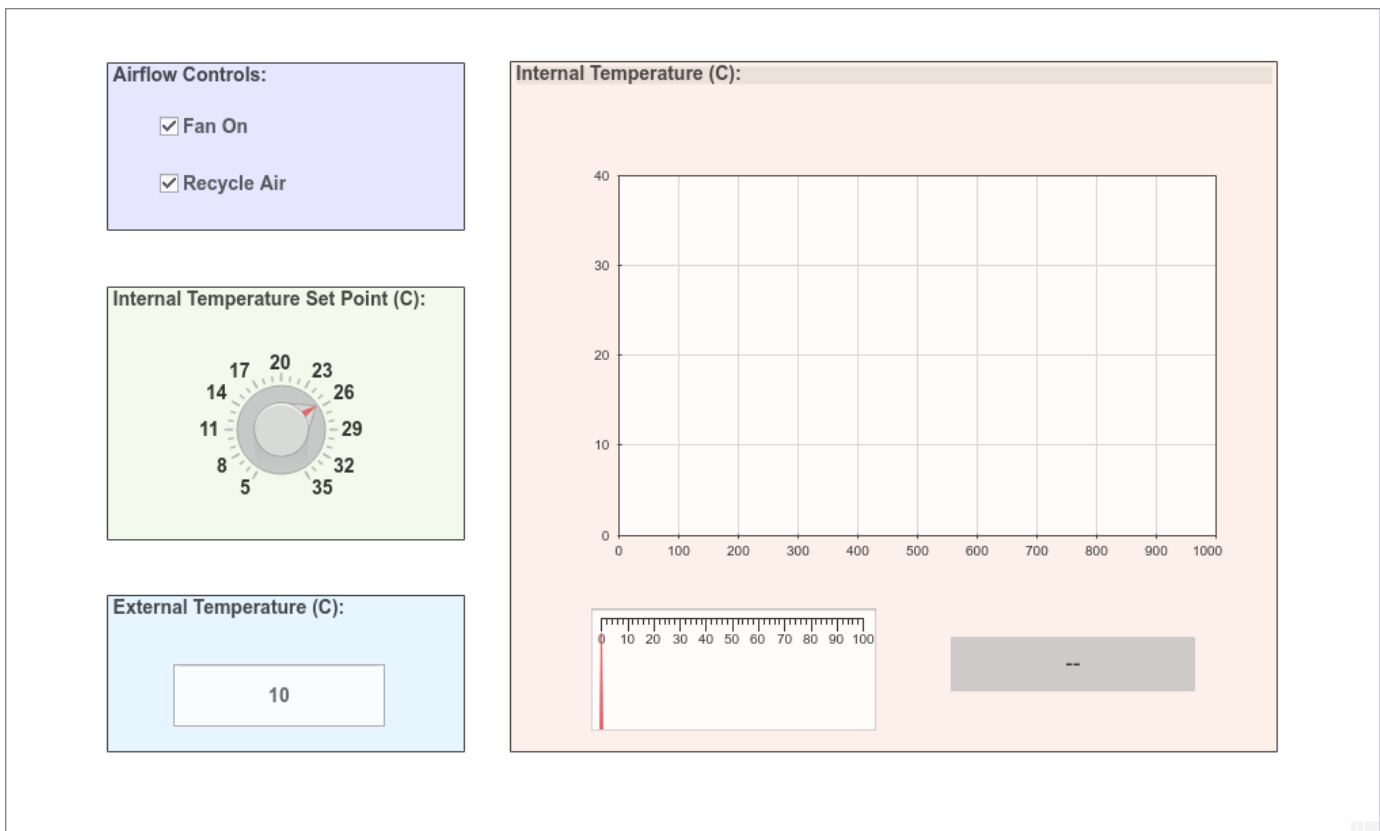 Airflow Controls:
Fan On
Recycle Air
Internal Temperature Set Point (C):
5
8
11
14
17
20
23
26
29
32
35
External Temperature (C):
10
Internal Temperature (C):
40
30
20
10
0
0 100 200 300 400 500 600 700 800 900 1000
0 10 20 30 40 50 60 70 80 90 100
--